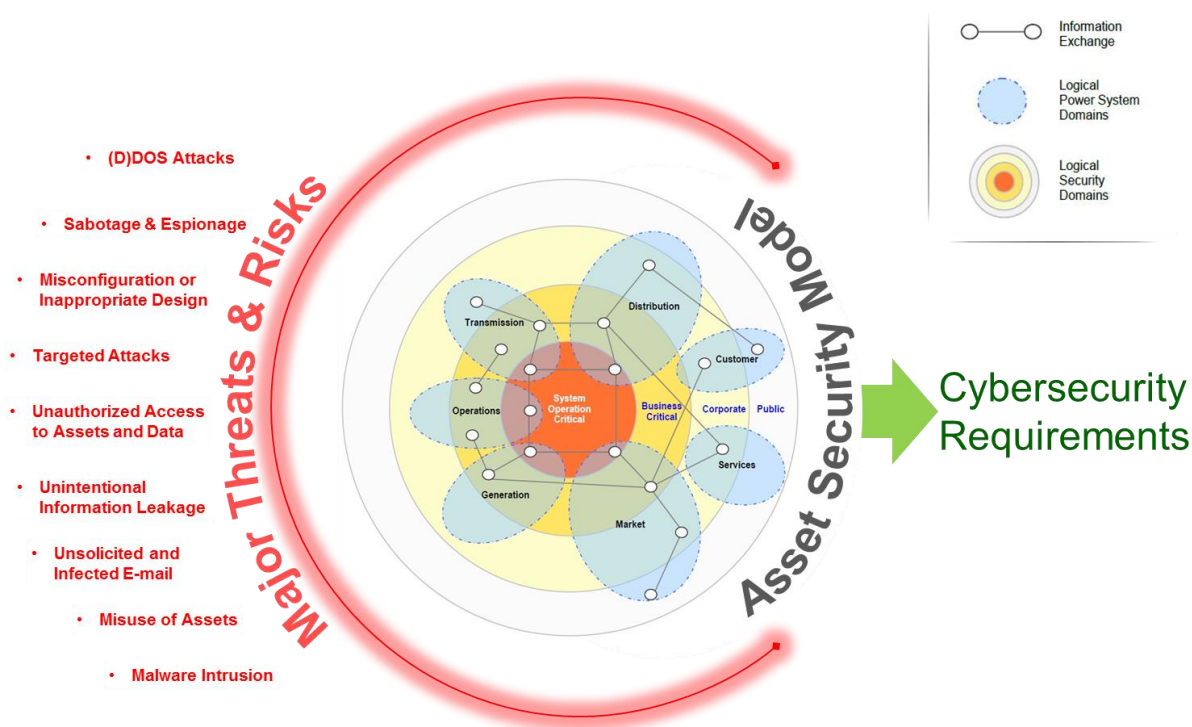 Information
Exchange
Logical
Power System
Domains
Logical
Security
Domains
• (D)DOS Attacks
• Sabotage & Espionage
• Misconfiguration or
Inappropriate Design
• Targeted Attacks
• Unauthorized Access
to Assets and Data
• Unintentional
Information Leakage
• Unsolicited and
Infected E-mail
• Misuse of Assets
• Malware Intrusion
Major Threats & Risks
Transmission
Distribution
Customer
Operations
System
Operation
Critical
Business
Critical
Corporate
Public
Generation
Market
Services
Asset Security Model
Cybersecurity
Requirements